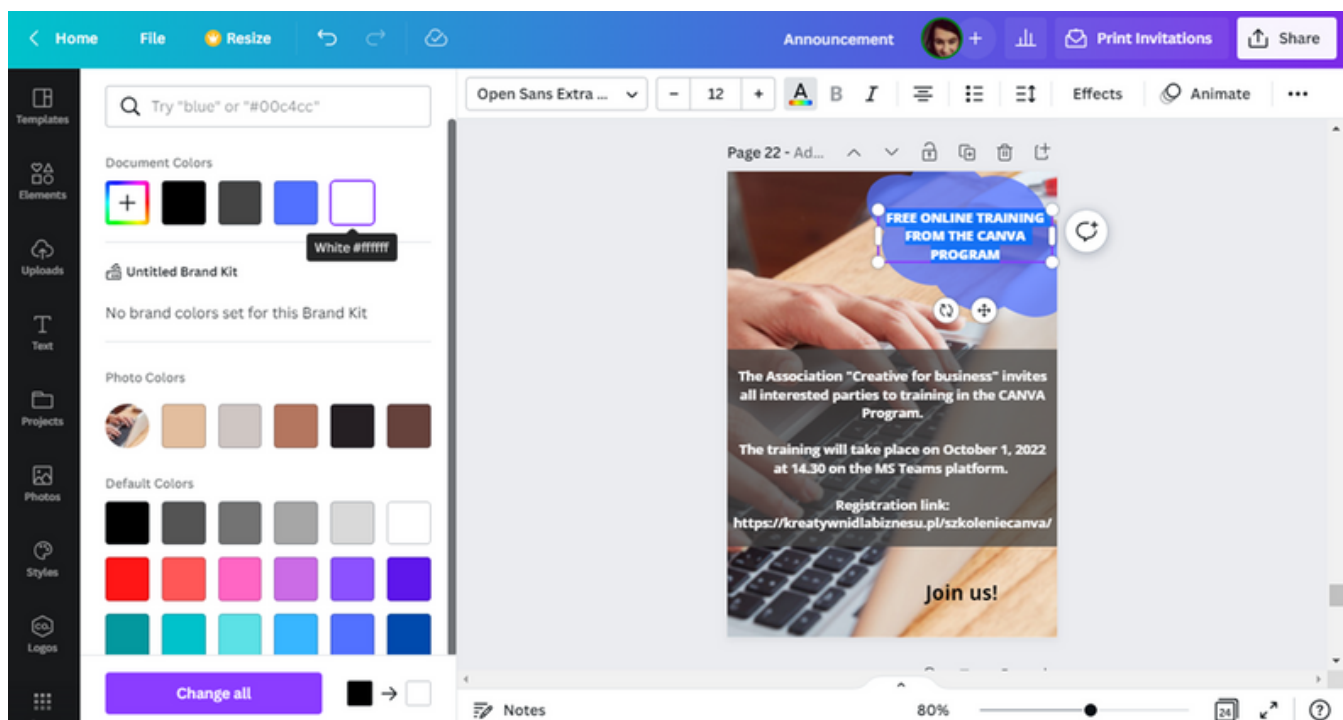 Home File Resize Announcement Print Invitations Share
Templates
Elements
Uploads
Text
Projects
Photos
Styles
CO.
Logos
Try "blue" or "#00c4cc"
Document Colors
White #ffffff
Untitled Brand Kit
No brand colors set for this Brand Kit
Photo Colors
Default Colors
Change all
Open Sans Extra ... - 12 + A B I Effects Animate
Page 22 - Ad...
FREE ONLINE TRAINING
FROM THE CANVA
PROGRAM
The Association "Creative for business" invites
all interested parties to training in the CANVA
Program.
The training will take place on October 1, 2022
at 14.30 on the MS Teams platform.
Registration link:
https://kreatywnidlabiznesu.pl/szkoleniecanva/
Join us!
Notes 80% 24 ?